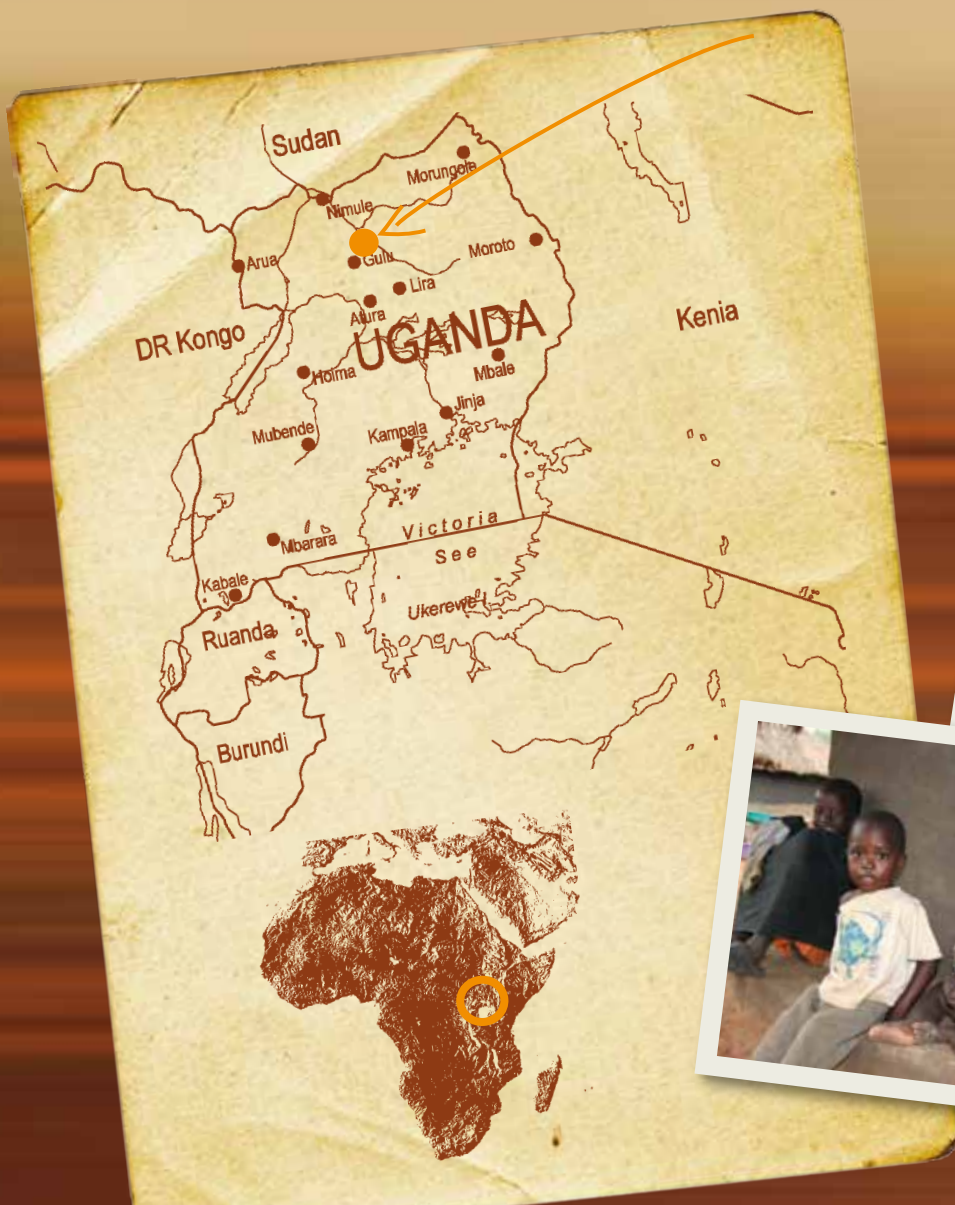 Sudan
Morungole
Nimule
Moroto
Arua
Gulu
Lira
Atura
DR Kongo
UGANDA
Kenia
Hoima
Mbale
Jinja
Mubende
Kampala
Victoria
See
Mbarara
Kabale
Ukerewe I.
Ruanda
Burundi